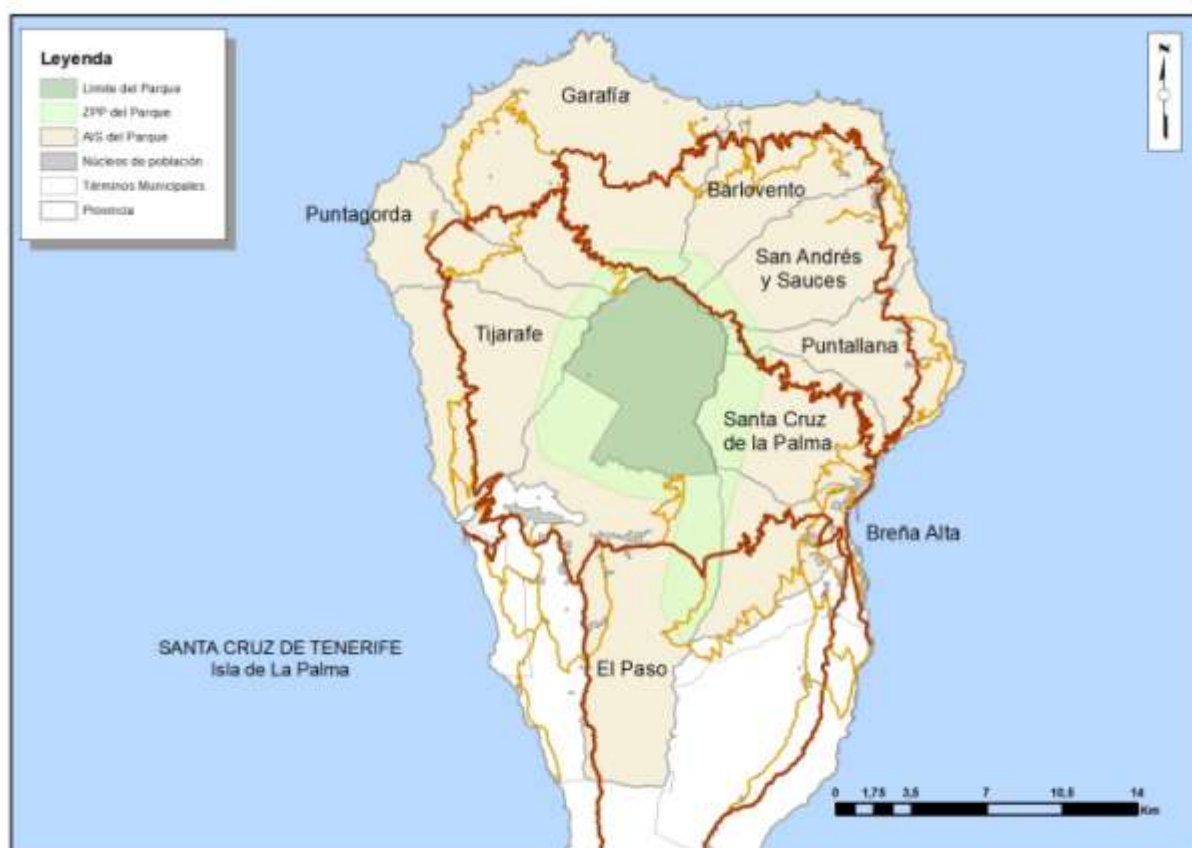 Leyenda
Límite del Parque
ZPP del Parque
AIS del Parque
Núcleos de población
Términos Municipales
Provincia
N
Garafía
Barlovento
Puntagorda
San Andrés
y Sauces
Tijarafe
Puntallana
Santa Cruz
de la Palma
Breña Alta
SANTA CRUZ DE TENERIFE
Isla de La Palma
El Paso
0 1,75 3,5 7 10,5 14
Km